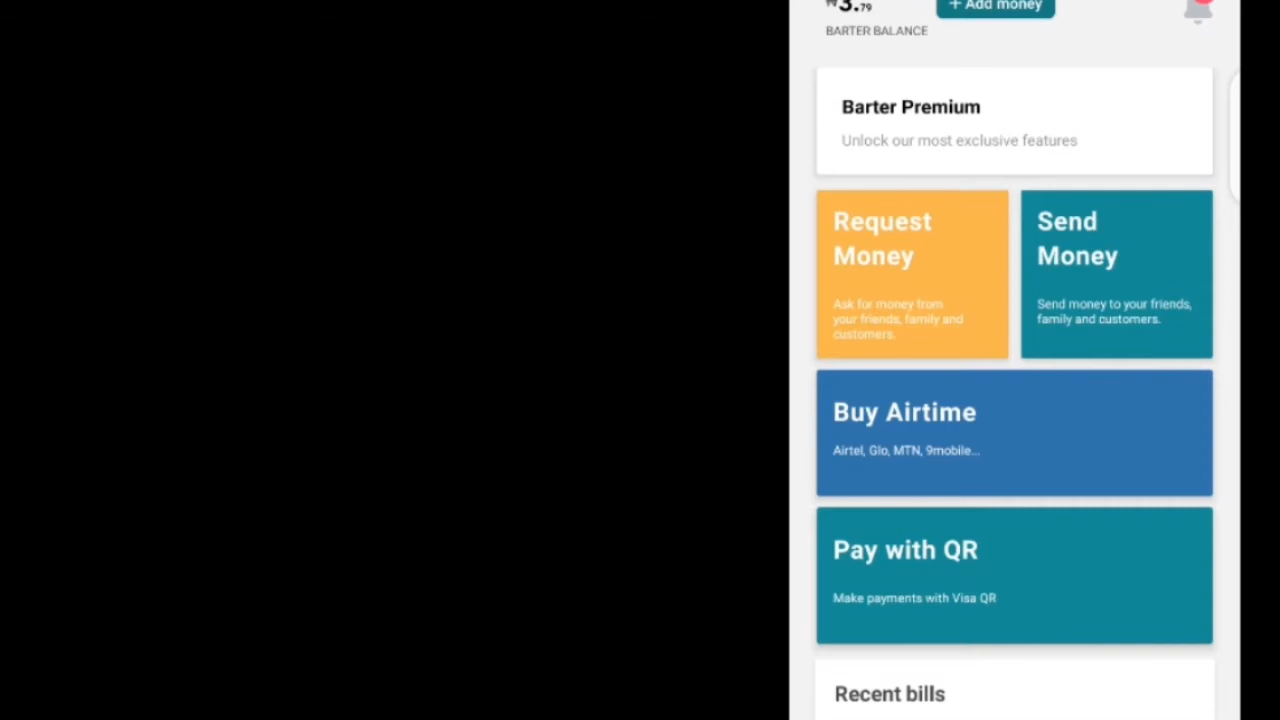 ₦3.79
+ Add money
BARTER BALANCE
Barter Premium
Unlock our most exclusive features
Request
Money
Ask for money from
your friends, family and
customers.
Send
Money
Send money to your friends,
family and customers.
Buy Airtime
Airtel, Glo, MTN, 9mobile...
Pay with QR
Make payments with Visa QR
Recent bills